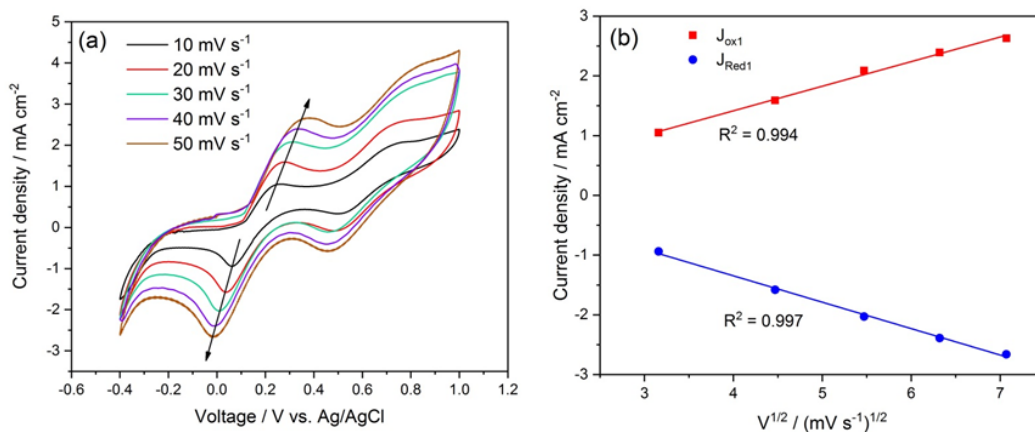 (a)
10 mV s⁻¹
20 mV s⁻¹
30 mV s⁻¹
40 mV s⁻¹
50 mV s⁻¹
5
4
3
2
1
0
-1
-2
-3
-0.6 -0.4 -0.2 0.0 0.2 0.4 0.6 0.8 1.0 1.2
Current density / mA cm⁻²
Voltage / V vs. Ag/AgCl
(b)
J_ox1
J_Red1
R² = 0.994
R² = 0.997
3
2
1
0
-1
-2
-3
3 4 5 6 7
Current density / mA cm⁻²
V^1/2 / (mV s⁻¹)^1/2